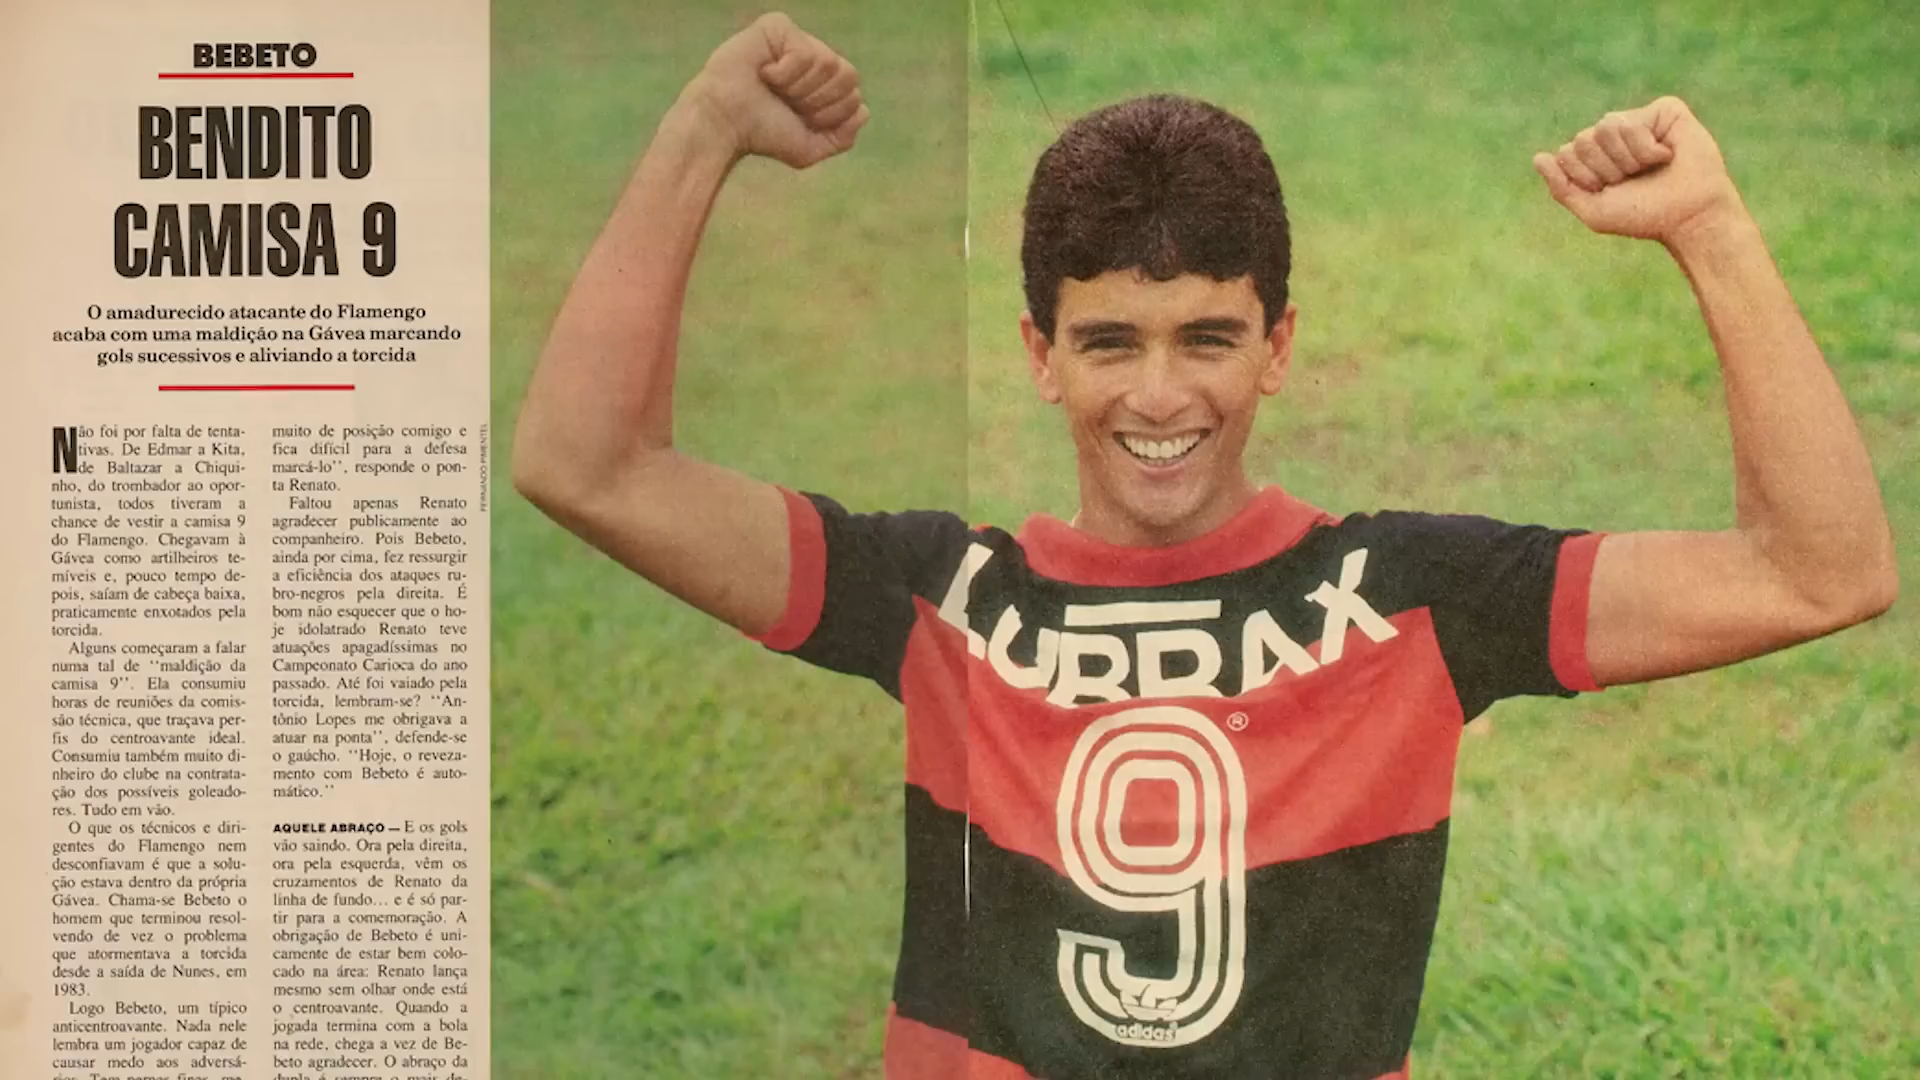 BEBETO
BENDITO
CAMISA 9
O amadurecido atacante do Flamengo
acaba com uma maldição na Gávea marcando
gols sucessivos e aliviando a torcida
Não foi por falta de tenta-
tivas. De Edmar a Kita,
de Baltazar a Chiqui-
nho, do trombador ao opor-
tunista, todos tiveram a
chance de vestir a camisa 9
do Flamengo. Chegavam à
Gávea como artilheiros te-
míveis e, pouco tempo de-
pois, saíam de cabeça baixa,
praticamente enxotados pela
torcida.
Alguns começaram a falar
numa tal de ''maldição da
camisa 9''. Ela consumiu
horas de reuniões da comis-
são técnica, que traçava per-
fis do centroavante ideal.
Consumiu também muito di-
nheiro do clube na contrata-
ção dos possíveis goleado-
res. Tudo em vão.
O que os técnicos e diri-
gentes do Flamengo nem
desconfiavam é que a solu-
ção estava dentro da própria
Gávea. Chama-se Bebeto o
homem que terminou resol-
vendo de vez o problema
que atormentava a torcida
desde a saída de Nunes, em
1983.
Logo Bebeto, um típico
anticentroavante. Nada nele
lembra um jogador capaz de
causar medo aos adversá-
rios. Tem pernas finas, me-
muito de posição comigo e
fica difícil para a defesa
marcá-lo'', responde o pon-
ta Renato.
Faltou apenas Renato
agradecer publicamente ao
companheiro. Pois Bebeto,
ainda por cima, fez ressurgir
a eficiência dos ataques ru-
bro-negros pela direita. É
bom não esquecer que o ho-
je idolatrado Renato teve
atuações apagadíssimas no
Campeonato Carioca do ano
passado. Até foi vaiado pela
torcida, lembram-se? ''An-
tônio Lopes me obrigava a
atuar na ponta'', defende-se
o gaúcho. ''Hoje, o reveza-
mento com Bebeto é auto-
mático.''
AQUELE ABRAÇO — E os gols
vão saindo. Ora pela direita,
ora pela esquerda, vêm os
cruzamentos de Renato da
linha de fundo... e é só par-
tir para a comemoração. A
obrigação de Bebeto é uni-
camente de estar bem colo-
cado na área: Renato lança
mesmo sem olhar onde está
o centroavante. Quando a
jogada termina com a bola
na rede, chega a vez de Be-
beto agradecer. O abraço da
dupla é sempre o mais de-
FERNANDO PIMENTEL
LUBRAX
®
9
adidas